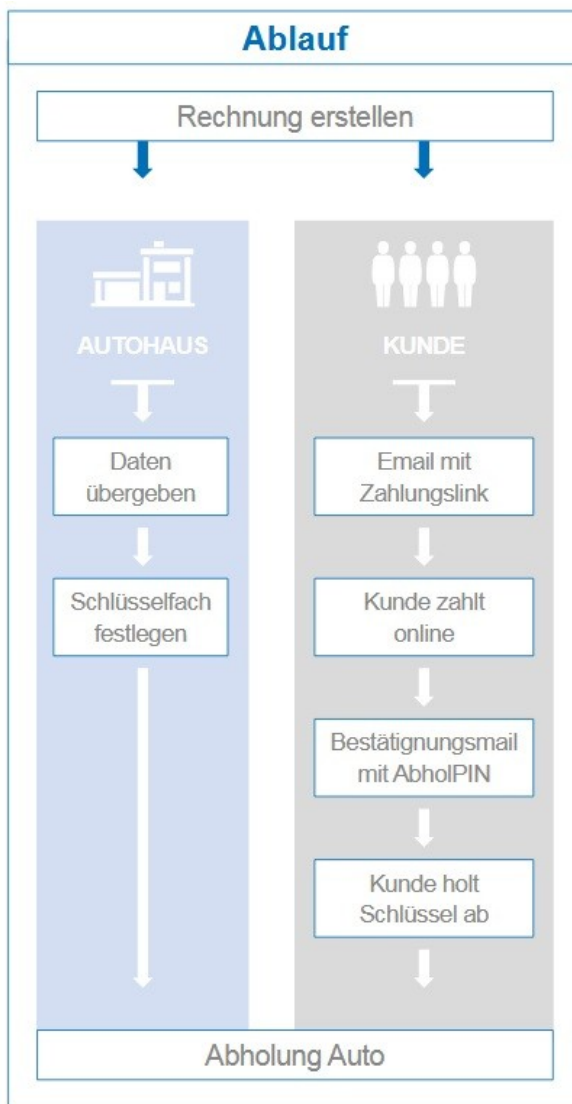 Ablauf
Rechnung erstellen
AUTOHAUS
Daten
übergeben
Schlüsselfach
festlegen
KUNDE
Email mit
Zahlungslink
Kunde zahlt
online
Bestätignungsmail
mit AbholPIN
Kunde holt
Schlüssel ab
Abholung Auto